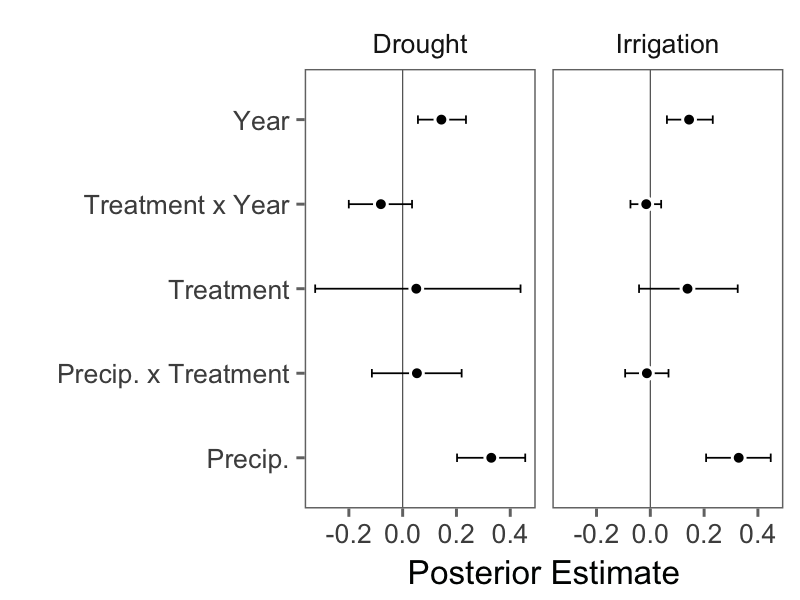 Drought Irrigation
Year
Treatment x Year
Treatment
Precip. x Treatment
Precip.
-0.2 0.0 0.2 0.4 -0.2 0.0 0.2 0.4
Posterior Estimate